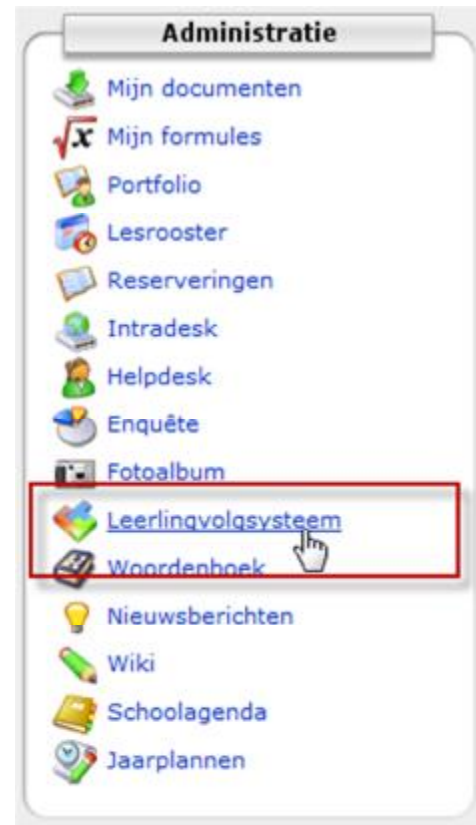 Administratie
Mijn documenten
Mijn formules
Portfolio
Lesrooster
Reserveringen
Intradesk
Helpdesk
Enquête
Fotoalbum
Leerlingvolgsysteem
Woordenboek
Nieuwsberichten
Wiki
Schoolagenda
Jaarplannen